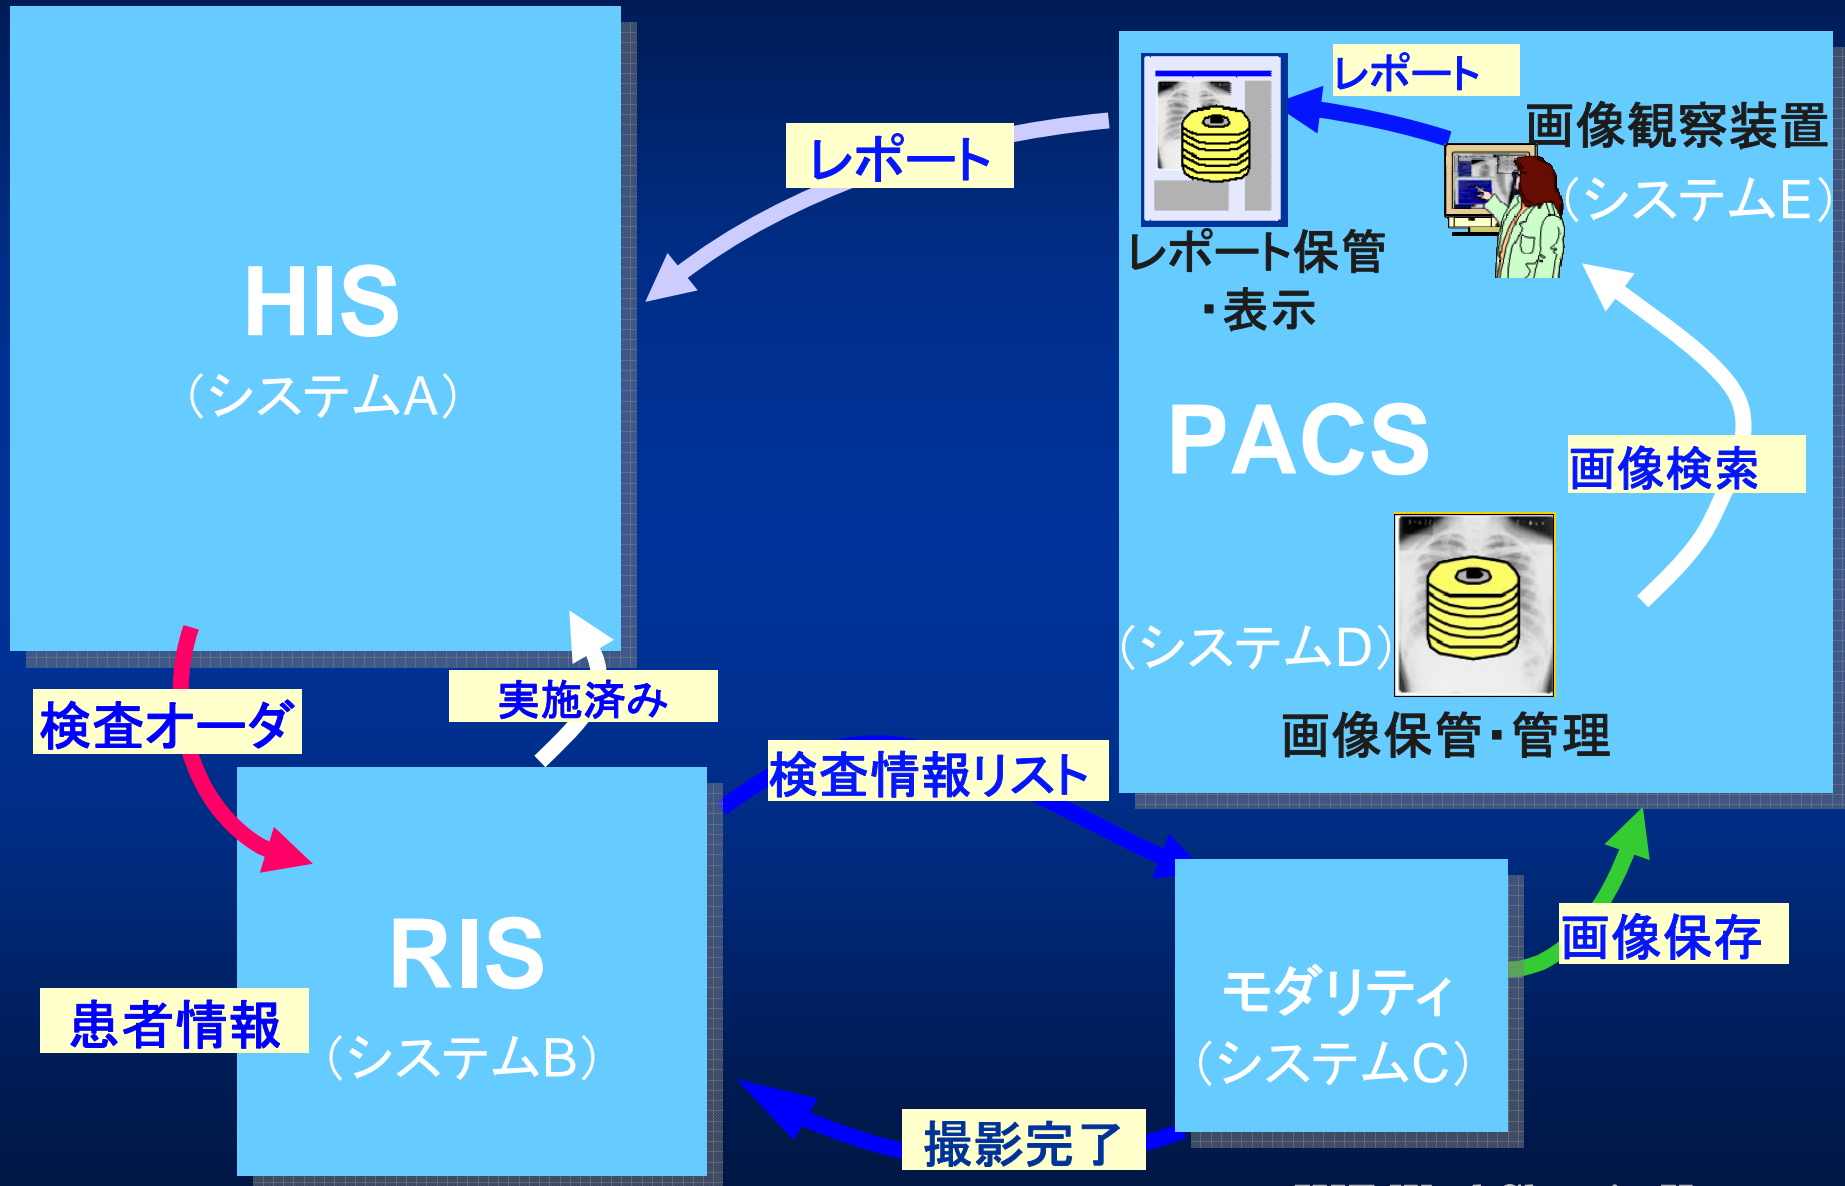 HIS
（システムA）
レポート
レポート
画像観察装置
（システムE）
レポート保管
・表示
PACS
画像検索
（システムD）
画像保管・管理
検査オーダ
実施済み
検査情報リスト
RIS
（システムB）
患者情報
モダリティ
（システムC）
画像保存
撮影完了